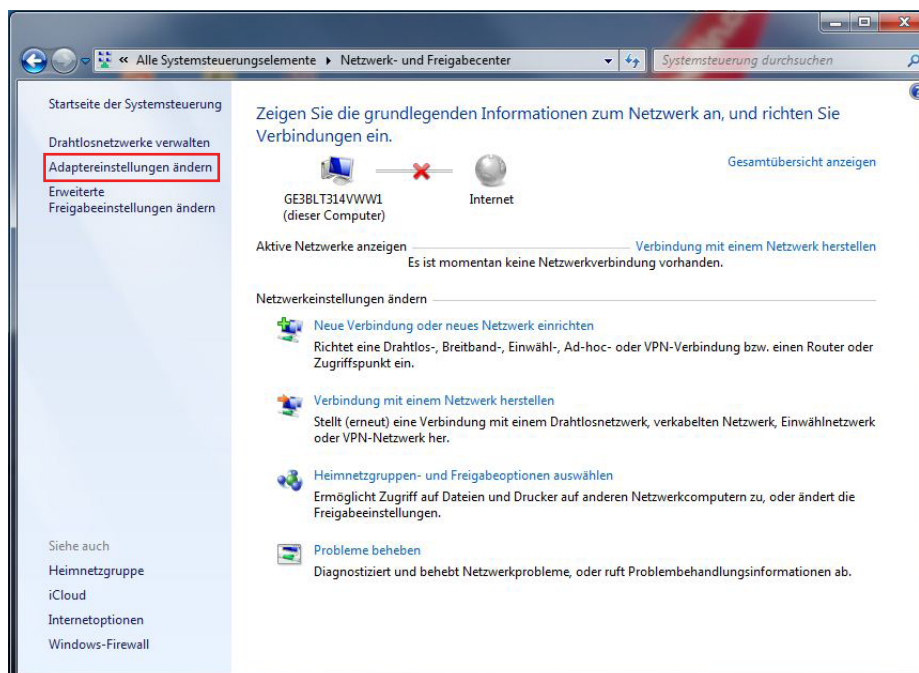 « Alle Systemsteuerungselemente ▸ Netzwerk- und Freigabecenter
Systemsteuerung durchsuchen
Startseite der Systemsteuerung
Drahtlosnetzwerke verwalten
Adaptereinstellungen ändern
Erweiterte
Freigabeeinstellungen ändern
Zeigen Sie die grundlegenden Informationen zum Netzwerk an, und richten Sie
Verbindungen ein.
Gesamtübersicht anzeigen
GE3BLT314VWW1
(dieser Computer)
Internet
Aktive Netzwerke anzeigen
Verbindung mit einem Netzwerk herstellen
Es ist momentan keine Netzwerkverbindung vorhanden.
Netzwerkeinstellungen ändern
Neue Verbindung oder neues Netzwerk einrichten
Richtet eine Drahtlos-, Breitband-, Einwähl-, Ad-hoc- oder VPN-Verbindung bzw. einen Router oder
Zugriffspunkt ein.
Verbindung mit einem Netzwerk herstellen
Stellt (erneut) eine Verbindung mit einem Drahtlosnetzwerk, verkabelten Netzwerk, Einwählnetzwerk
oder VPN-Netzwerk her.
Heimnetzgruppen- und Freigabeoptionen auswählen
Ermöglicht Zugriff auf Dateien und Drucker auf anderen Netzwerkcomputern zu, oder ändert die
Freigabeeinstellungen.
Probleme beheben
Diagnostiziert und behebt Netzwerkprobleme, oder ruft Problembehandlungsinformationen ab.
Siehe auch
Heimnetzgruppe
iCloud
Internetoptionen
Windows-Firewall